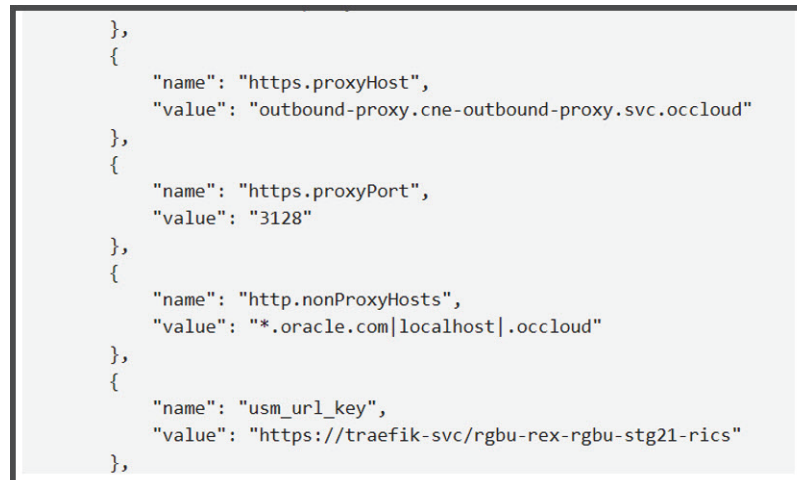 },
{
"name": "https.proxyHost",
"value": "outbound-proxy.cne-outbound-proxy.svc.occloud"
},
{
"name": "https.proxyPort",
"value": "3128"
},
{
"name": "http.nonProxyHosts",
"value": "*.oracle.com|localhost|.occloud"
},
{
"name": "usm_url_key",
"value": "https://traefik-svc/rgbu-rex-rgbu-stg21-rics"
},